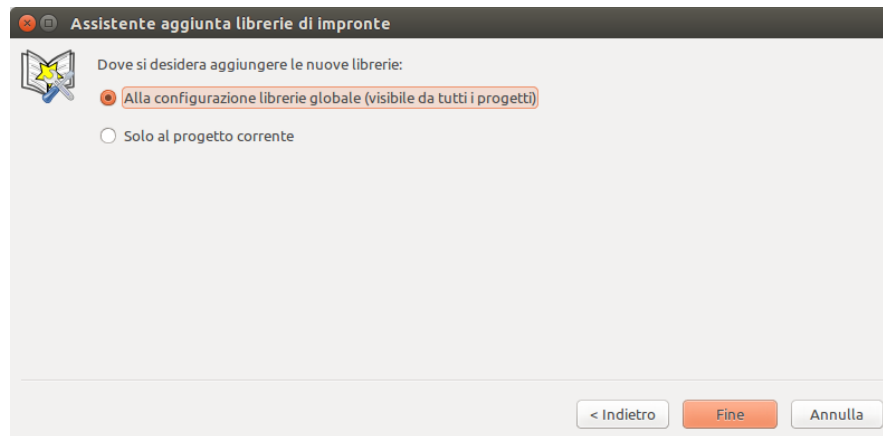 Assistente aggiunta librerie di impronte
Dove si desidera aggiungere le nuove librerie:
Alla configurazione librerie globale (visibile da tutti i progetti)
Solo al progetto corrente
< Indietro Fine Annulla